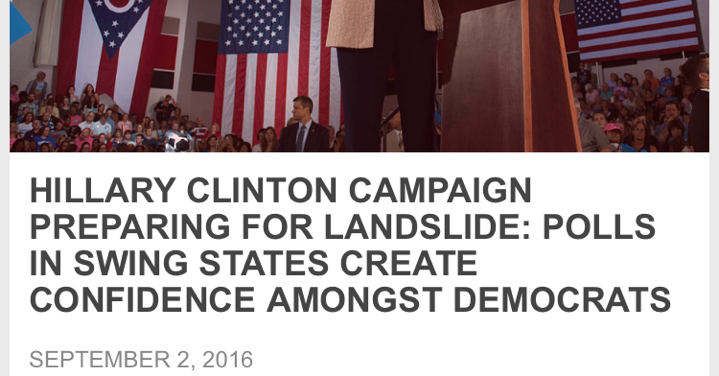 HILLARY CLINTON CAMPAIGN
PREPARING FOR LANDSLIDE: POLLS
IN SWING STATES CREATE
CONFIDENCE AMONGST DEMOCRATS
SEPTEMBER 2, 2016